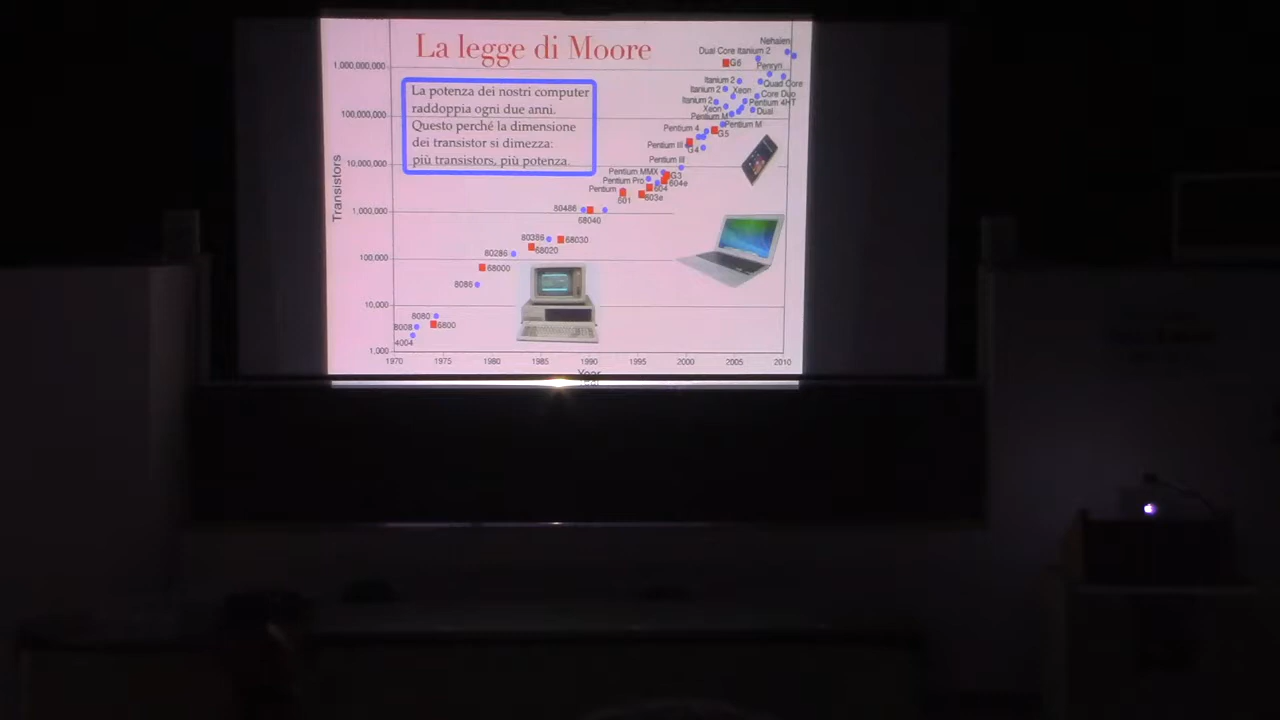 La legge di Moore
La potenza dei nostri computer
raddoppia ogni due anni.
Questo perché la dimensione
dei transistor si dimezza:
più transistors, più potenza.
Nehalen
Dual Core Itanium 2
G6
Penryn
1,000,000,000
Itanium 2
Quad Core
Itanium 2
Xeon
Core Duo
Itanium 2
Pentium 4HT
Xeon
Dual
Pentium M
100,000,000
Pentium 4
Pentium M
G5
Pentium III
G4
Pentium III
10,000,000
Pentium MMX
G3
Pentium Pro
604e
604
Pentium
601
603e
1,000,000
80486
68040
80386
68030
68020
80286
100,000
68000
8086
10,000
8080
6800
8008
4004
1,000
Transistors
1970 1975 1980 1985 1990 1995 2000 2005 2010
Year